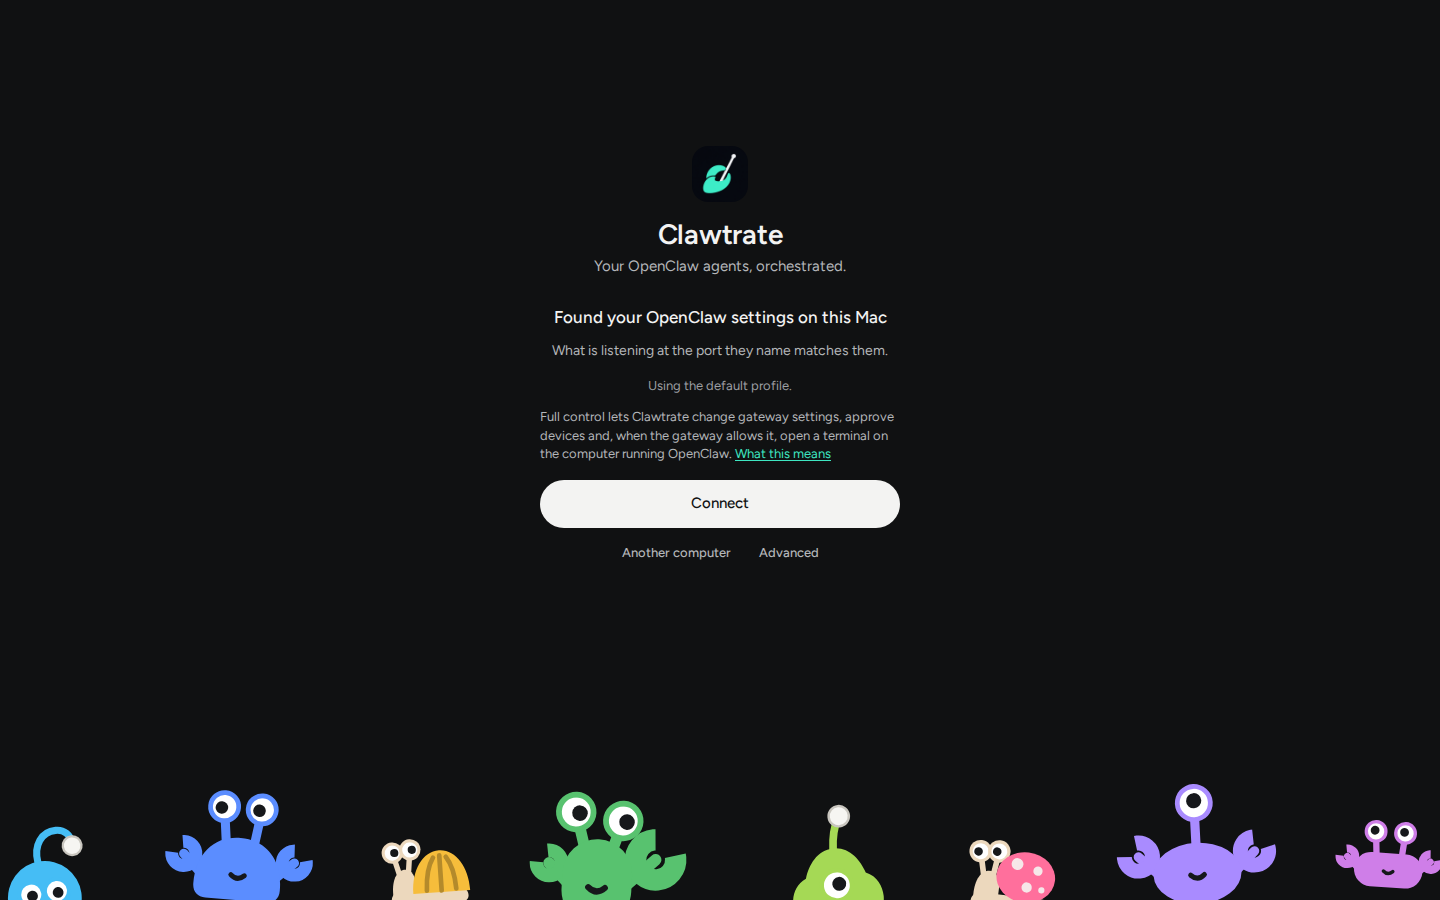 Clawtrate
Your OpenClaw agents, orchestrated.
Found your OpenClaw settings on this Mac
What is listening at the port they name matches them.
Using the default profile.
Full control lets Clawtrate change gateway settings, approve
devices and, when the gateway allows it, open a terminal on
the computer running OpenClaw. What this means
Connect
Another computer Advanced